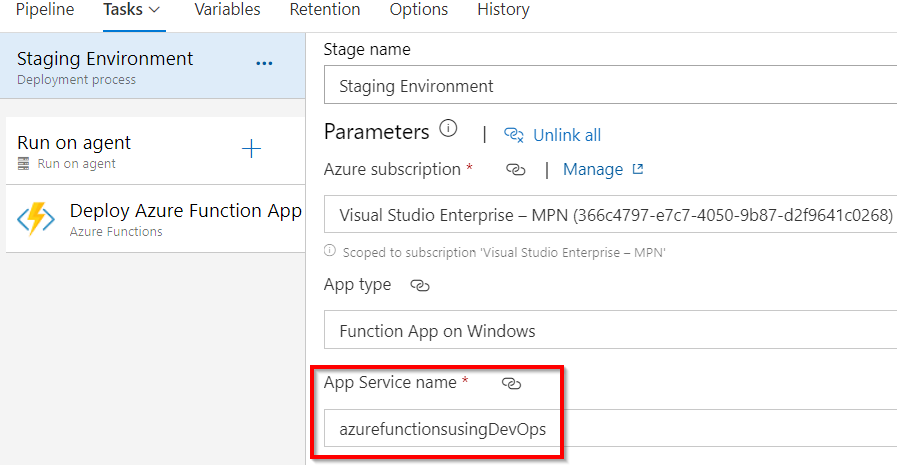 Pipeline Tasks Variables Retention Options History
Staging Environment
Deployment process
Run on agent
Run on agent
Deploy Azure Function App
Azure Functions
Stage name
Staging Environment
Parameters | Unlink all
Azure subscription * | Manage
Visual Studio Enterprise – MPN (366c4797-e7c7-4050-9b87-d2f9641c0268)
Scoped to subscription 'Visual Studio Enterprise – MPN'
App type
Function App on Windows
App Service name *
azurefunctionsusingDevOps